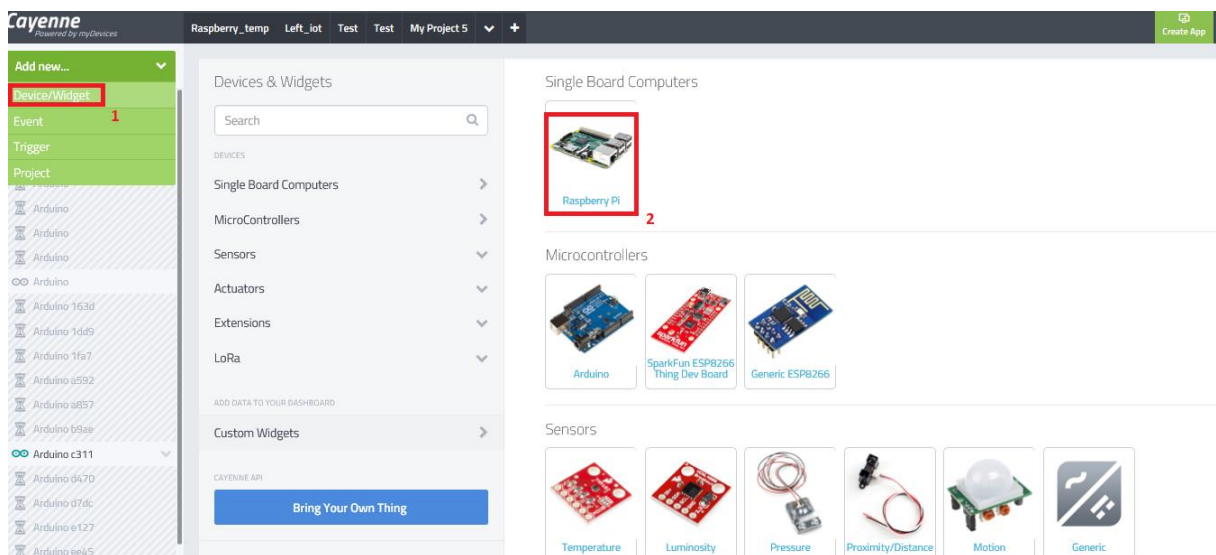 Cayenne
Powered by myDevices
Raspberry_temp Left_iot Test Test My Project 5 +
Create App
Add new...
Device/Widget
1
Event
Trigger
Project
Arduino
Arduino
Arduino
Arduino
Arduino 163d
Arduino 1dd9
Arduino 1fa7
Arduino a592
Arduino a857
Arduino b9ae
Arduino c311
Arduino d470
Arduino d7dc
Arduino e127
Arduino ee45
Devices & Widgets
Search
DEVICES
Single Board Computers
MicroControllers
Sensors
Actuators
Extensions
LoRa
ADD DATA TO YOUR DASHBOARD
Custom Widgets
CAYENNE API
Bring Your Own Thing
Single Board Computers
Raspberry Pi
2
Microcontrollers
Arduino
SparkFun ESP8266
Thing Dev Board
Generic ESP8266
Sensors
Temperature
Luminosity
Pressure
Proximity/Distance
Motion
Generic